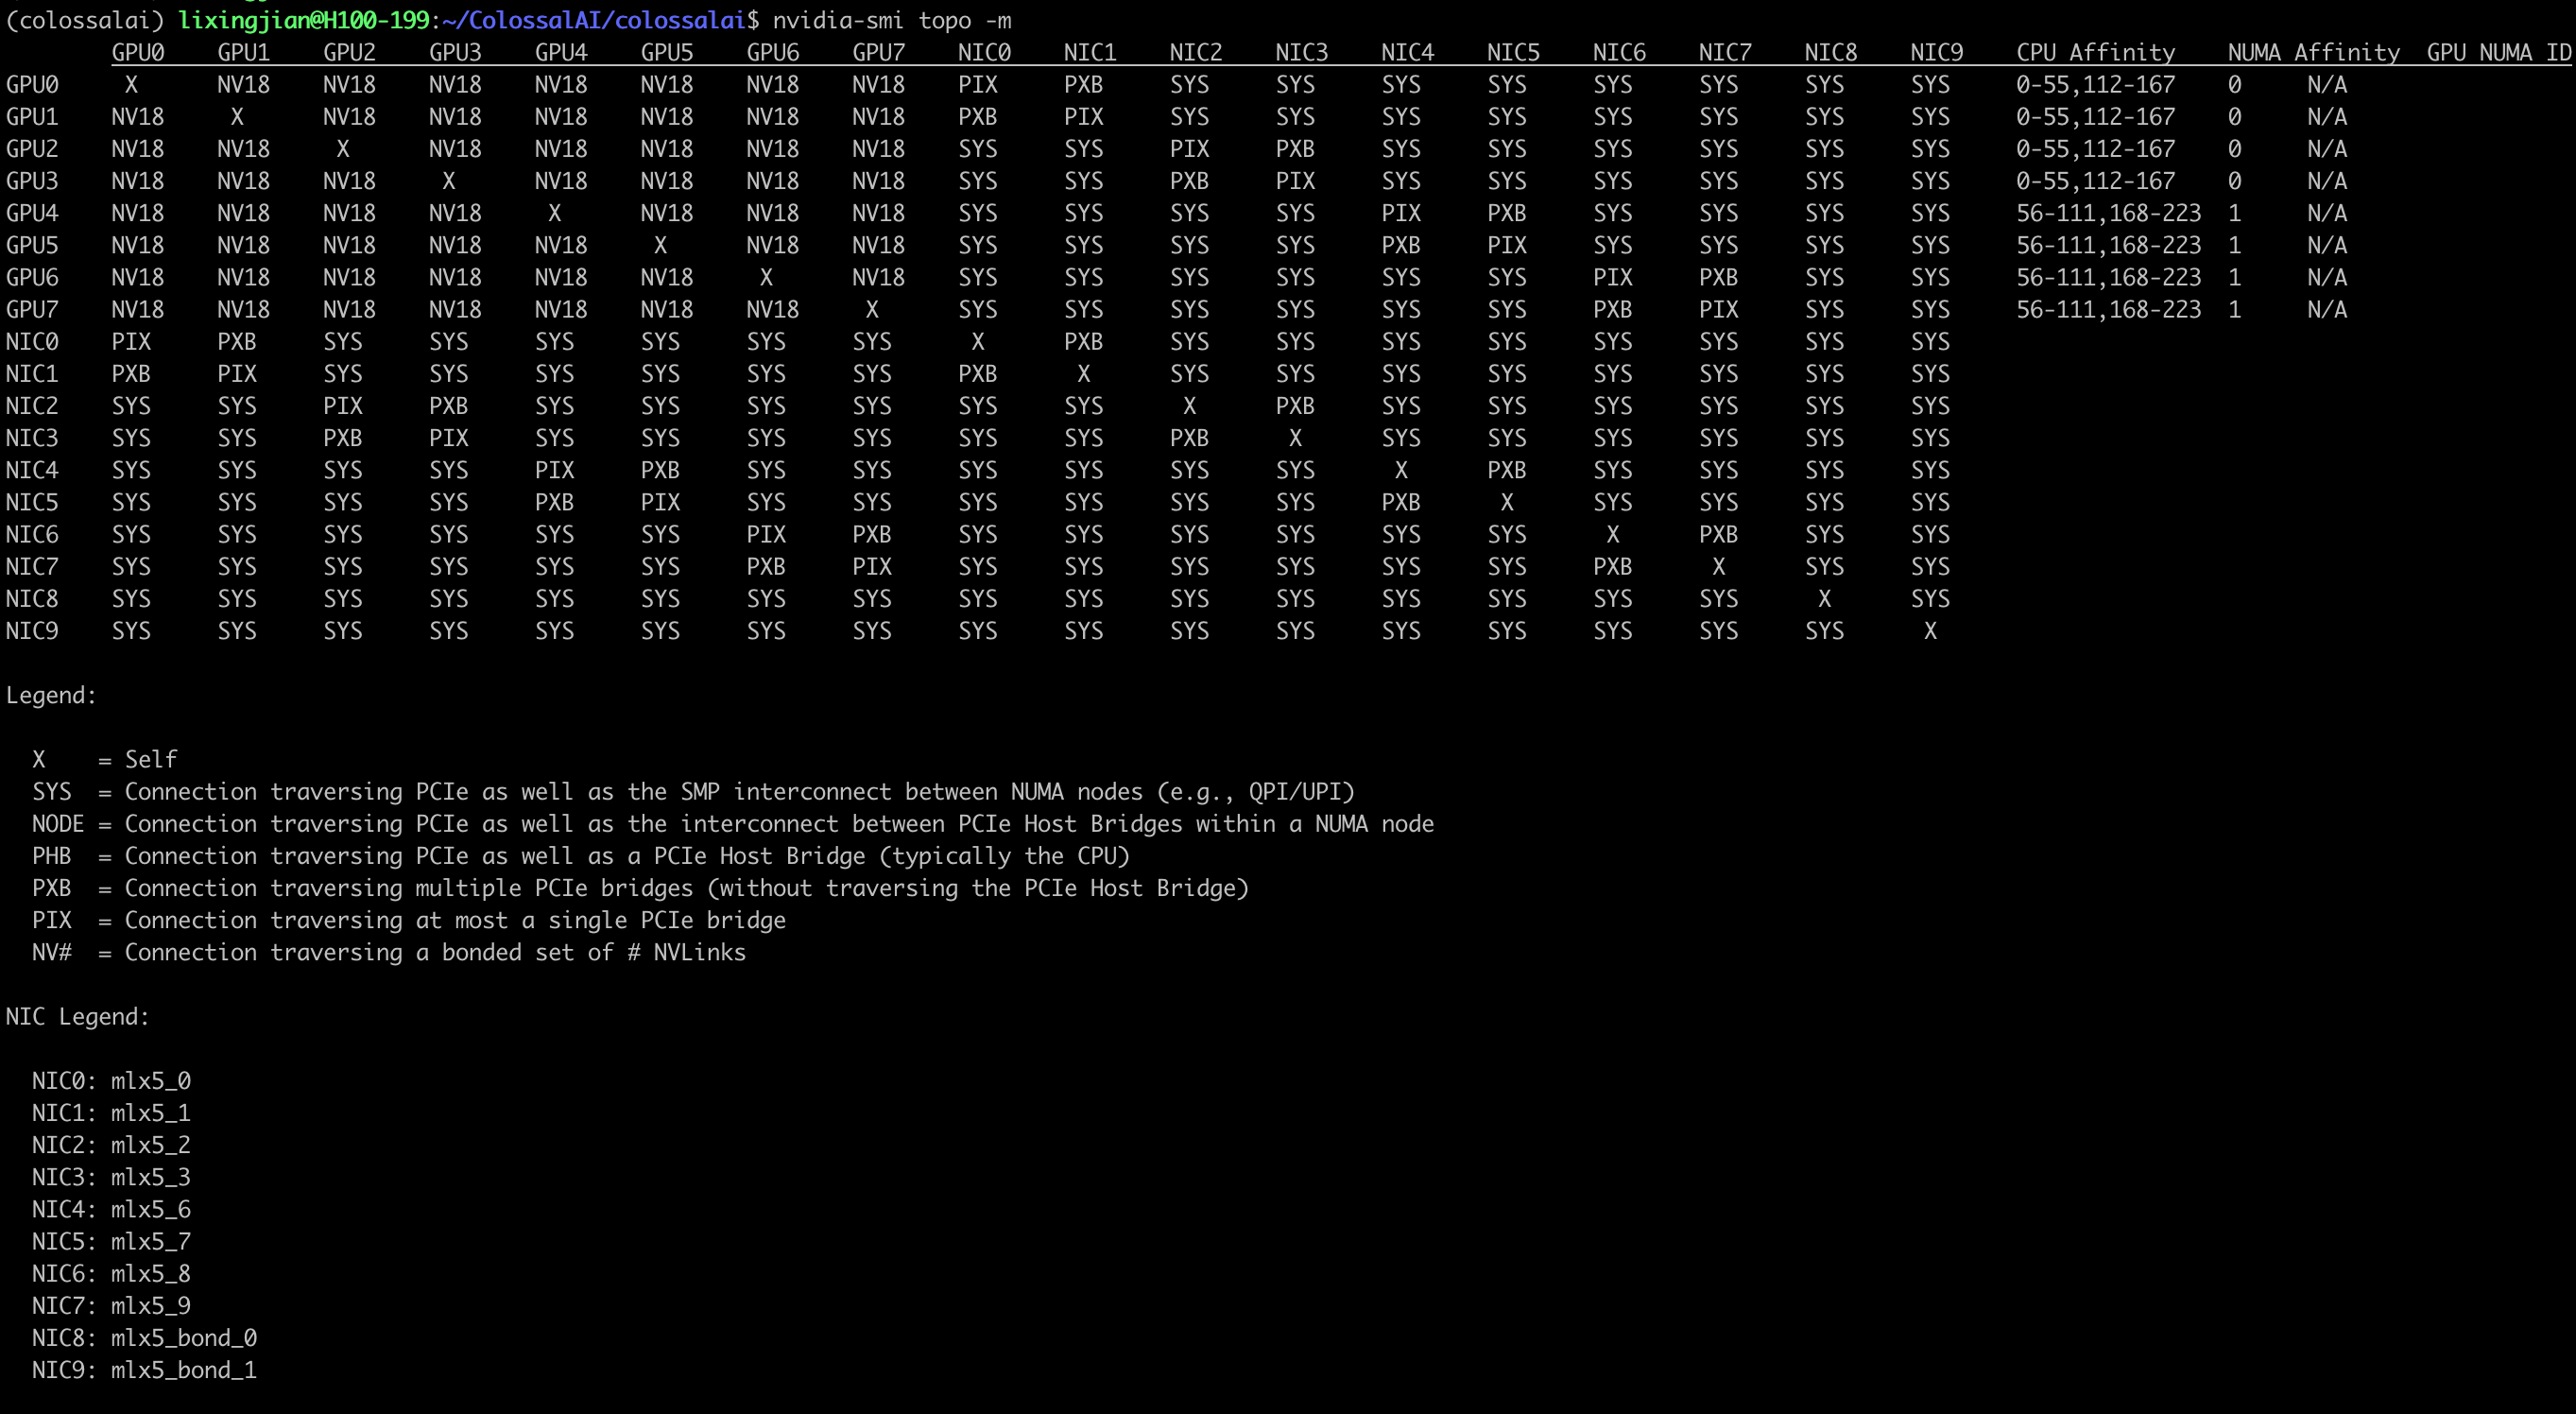 (colossalai) lixingjian@H100-199:~/ColossalAI/colossalai$ nvidia-smi topo -m
GPU0 GPU1 GPU2 GPU3 GPU4 GPU5 GPU6 GPU7 NIC0 NIC1 NIC2 NIC3 NIC4 NIC5 NIC6 NIC7 NIC8 NIC9 CPU Affinity NUMA Affinity GPU NUMA ID
GPU0 X NV18 NV18 NV18 NV18 NV18 NV18 NV18 PIX PXB SYS SYS SYS SYS SYS SYS SYS SYS 0-55,112-167 0 N/A
GPU1 NV18 X NV18 NV18 NV18 NV18 NV18 NV18 PXB PIX SYS SYS SYS SYS SYS SYS SYS SYS 0-55,112-167 0 N/A
GPU2 NV18 NV18 X NV18 NV18 NV18 NV18 NV18 SYS SYS PIX PXB SYS SYS SYS SYS SYS SYS 0-55,112-167 0 N/A
GPU3 NV18 NV18 NV18 X NV18 NV18 NV18 NV18 SYS SYS PXB PIX SYS SYS SYS SYS SYS SYS 0-55,112-167 0 N/A
GPU4 NV18 NV18 NV18 NV18 X NV18 NV18 NV18 SYS SYS SYS SYS PIX PXB SYS SYS SYS SYS 56-111,168-223 1 N/A
GPU5 NV18 NV18 NV18 NV18 NV18 X NV18 NV18 SYS SYS SYS SYS PXB PIX SYS SYS SYS SYS 56-111,168-223 1 N/A
GPU6 NV18 NV18 NV18 NV18 NV18 NV18 X NV18 SYS SYS SYS SYS SYS SYS PIX PXB SYS SYS 56-111,168-223 1 N/A
GPU7 NV18 NV18 NV18 NV18 NV18 NV18 NV18 X SYS SYS SYS SYS SYS SYS PXB PIX SYS SYS 56-111,168-223 1 N/A
NIC0 PIX PXB SYS SYS SYS SYS SYS SYS X PXB SYS SYS SYS SYS SYS SYS SYS SYS
NIC1 PXB PIX SYS SYS SYS SYS SYS SYS PXB X SYS SYS SYS SYS SYS SYS SYS SYS
NIC2 SYS SYS PIX PXB SYS SYS SYS SYS SYS SYS X PXB SYS SYS SYS SYS SYS SYS
NIC3 SYS SYS PXB PIX SYS SYS SYS SYS SYS SYS PXB X SYS SYS SYS SYS SYS SYS
NIC4 SYS SYS SYS SYS PIX PXB SYS SYS SYS SYS SYS SYS X PXB SYS SYS SYS SYS
NIC5 SYS SYS SYS SYS PXB PIX SYS SYS SYS SYS SYS SYS PXB X SYS SYS SYS SYS
NIC6 SYS SYS SYS SYS SYS SYS PIX PXB SYS SYS SYS SYS SYS SYS X PXB SYS SYS
NIC7 SYS SYS SYS SYS SYS SYS PXB PIX SYS SYS SYS SYS SYS SYS PXB X SYS SYS
NIC8 SYS SYS SYS SYS SYS SYS SYS SYS SYS SYS SYS SYS SYS SYS SYS SYS X SYS
NIC9 SYS SYS SYS SYS SYS SYS SYS SYS SYS SYS SYS SYS SYS SYS SYS SYS SYS X
Legend:
X = Self
SYS = Connection traversing PCIe as well as the SMP interconnect between NUMA nodes (e.g., QPI/UPI)
NODE = Connection traversing PCIe as well as the interconnect between PCIe Host Bridges within a NUMA node
PHB = Connection traversing PCIe as well as a PCIe Host Bridge (typically the CPU)
PXB = Connection traversing multiple PCIe bridges (without traversing the PCIe Host Bridge)
PIX = Connection traversing at most a single PCIe bridge
NV# = Connection traversing a bonded set of # NVLinks
NIC Legend:
NIC0: mlx5_0
NIC1: mlx5_1
NIC2: mlx5_2
NIC3: mlx5_3
NIC4: mlx5_6
NIC5: mlx5_7
NIC6: mlx5_8
NIC7: mlx5_9
NIC8: mlx5_bond_0
NIC9: mlx5_bond_1